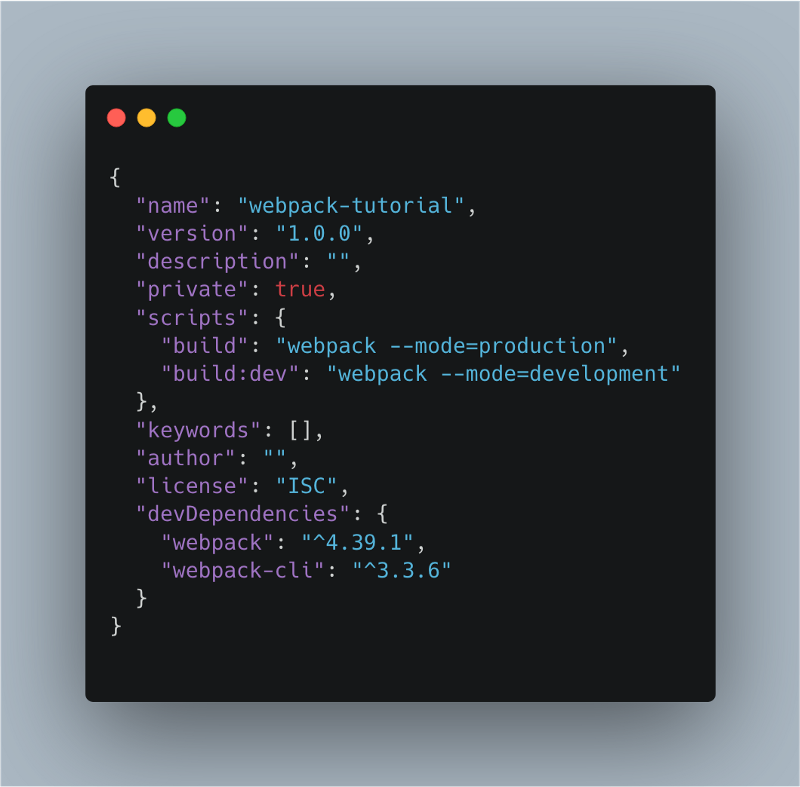 {
  "name": "webpack-tutorial",
  "version": "1.0.0",
  "description": "",
  "private": true,
  "scripts": {
    "build": "webpack --mode=production",
    "build:dev": "webpack --mode=development"
  },
  "keywords": [],
  "author": "",
  "license": "ISC",
  "devDependencies": {
    "webpack": "^4.39.1",
    "webpack-cli": "^3.3.6"
  }
}